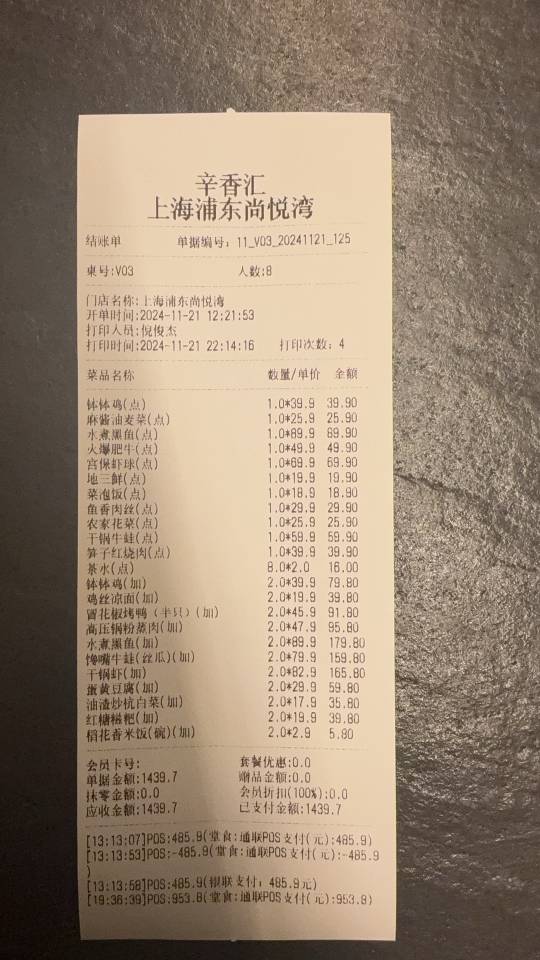 辛香汇
上海浦东尚悦湾
结账单 单据编号: 11_V03_20241121_125
桌号:V03 人数:8
门店名称:上海浦东尚悦湾
开单时间:2024-11-21 12:21:53
打印人员:倪俊杰
打印时间:2024-11-21 22:14:16 打印次数: 4
菜品名称 数量/单价 金额
钵钵鸡(点) 1.0*39.9 39.90
麻酱油麦菜(点) 1.0*25.9 25.90
水煮黑鱼(点) 1.0*89.9 89.90
火爆肥牛(点) 1.0*49.9 49.90
宫保虾球(点) 1.0*69.9 69.90
地三鲜(点) 1.0*19.9 19.90
菜泡饭(点) 1.0*18.9 18.90
鱼香肉丝(点) 1.0*29.9 29.90
农家花菜(点) 1.0*25.9 25.90
干锅牛蛙(点) 1.0*59.9 59.90
笋子红烧肉(点) 1.0*39.9 39.90
茶水(点) 8.0*2.0 16.00
钵钵鸡(加) 2.0*39.9 79.80
鸡丝凉面(加) 2.0*19.9 39.80
冒花椒烤鸭（半只）(加) 2.0*45.9 91.80
高压锅粉蒸肉(加) 2.0*47.9 95.80
水煮黑鱼(加) 2.0*89.9 179.80
馋嘴牛蛙(丝瓜)(加) 2.0*79.9 159.80
干锅虾(加) 2.0*82.9 165.80
蛋黄豆腐(加) 2.0*29.9 59.80
油渣炒杭白菜(加) 2.0*17.9 35.80
红糖糍粑(加) 2.0*19.9 39.80
稻花香米饭(碗)(加) 2.0*2.9 5.80
会员卡号: 套餐优惠:0.0
单据金额:1439.7 赠品金额:0.0
抹零金额:0.0 会员折扣(100%):0.0
应收金额:1439.7 已支付金额:1439.7
[13:13:07]POS:485.9(堂食:通联POS支付(元):485.9)
[13:13:53]POS:-485.9(堂食:通联POS支付(元):-485.9
)
[13:13:58]POS:485.9(银联支付: 485.9元)
[19:36:39]POS:953.8(堂食:通联POS支付(元):953.8)